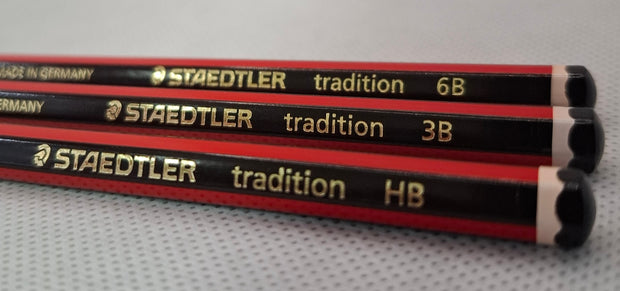 MADE IN GERMANY STAEDTLER tradition 6B
GERMANY STAEDTLER tradition 3B
STAEDTLER tradition HB